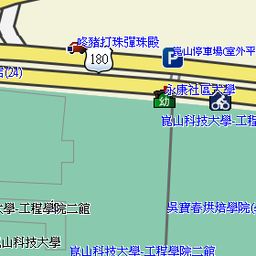 咚豬打珠彈珠殿
180
崑山停車場(室外平
P
店(24)
永康社區大學
幼
崑山科技大學-工
吳寶春烘焙學院(
大學-工程學院二館
崑山科技大學
崑山科技大學-工程學院二館